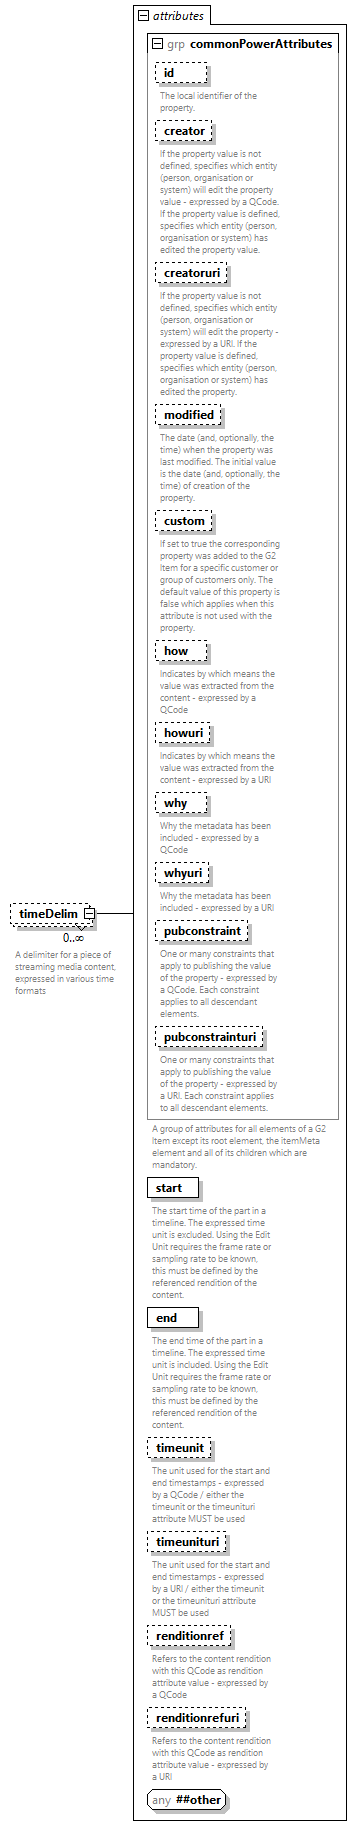 attributes
grp commonPowerAttributes
id
The local identifier of the
property.
creator
If the property value is not
defined, specifies which entity
(person, organisation or
system) will edit the property
value - expressed by a QCode.
If the property value is defined,
specifies which entity (person,
organisation or system) has
edited the property value.
creatoruri
If the property value is not
defined, specifies which entity
(person, organisation or
system) will edit the property -
expressed by a URI. If the
property value is defined,
specifies which entity (person,
organisation or system) has
edited the property.
modified
The date (and, optionally, the
time) when the property was
last modified. The initial value
is the date (and, optionally, the
time) of creation of the
property.
custom
If set to true the corresponding
property was added to the G2
Item for a specific customer or
group of customers only. The
default value of this property is
false which applies when this
attribute is not used with the
property.
how
Indicates by which means the
value was extracted from the
content - expressed by a
QCode
howuri
Indicates by which means the
value was extracted from the
content - expressed by a URI
why
Why the metadata has been
included - expressed by a
QCode
whyuri
Why the metadata has been
included - expressed by a URI
timeDelim
0..∞
A delimiter for a piece of
streaming media content,
expressed in various time
formats
pubconstraint
One or many constraints that
apply to publishing the value
of the property - expressed by
a QCode. Each constraint
applies to all descendant
elements.
pubconstrainturi
One or many constraints that
apply to publishing the value
of the property - expressed by
a URI. Each constraint applies
to all descendant elements.
A group of attributes for all elements of a G2
Item except its root element, the itemMeta
element and all of its children which are
mandatory.
start
The start time of the part in a
timeline. The expressed time
unit is excluded. Using the Edit
Unit requires the frame rate or
sampling rate to be known,
this must be defined by the
referenced rendition of the
content.
end
The end time of the part in a
timeline. The expressed time
unit is included. Using the Edit
Unit requires the frame rate or
sampling rate to be known,
this must be defined by the
referenced rendition of the
content.
timeunit
The unit used for the start and
end timestamps - expressed
by a QCode / either the
timeunit or the timeunituri
attribute MUST be used
timeunituri
The unit used for the start and
end timestamps - expressed
by a URI / either the timeunit
or the timeunituri attribute
MUST be used
renditionref
Refers to the content rendition
with this QCode as rendition
attribute value - expressed by
a QCode
renditionrefuri
Refers to the content rendition
with this QCode as rendition
attribute value - expressed by
a URI
any ##other